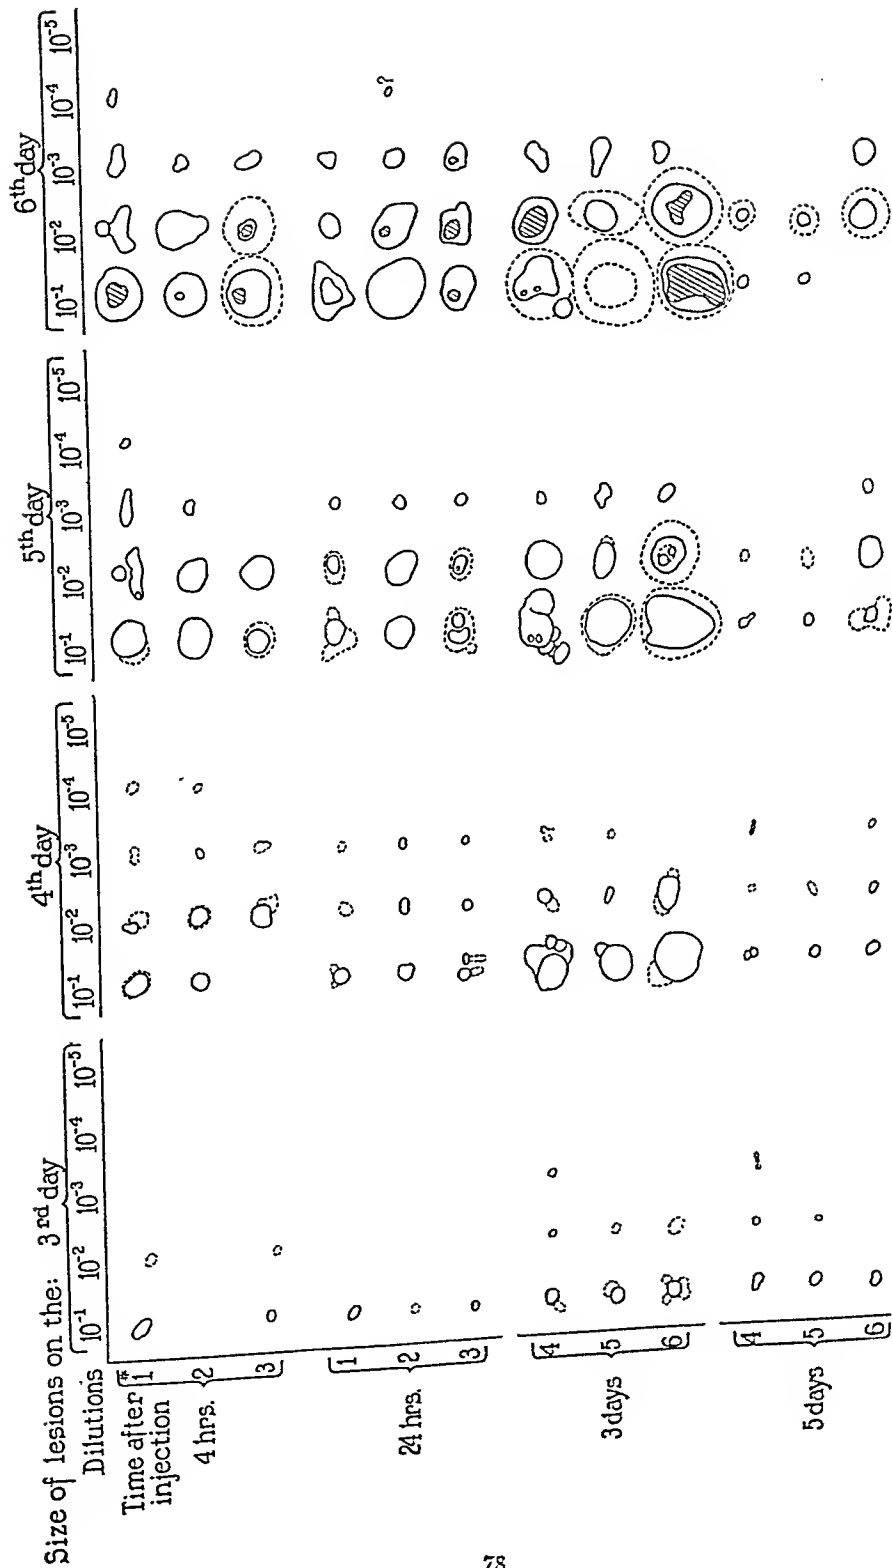 Size of lesions on the: 3rd day 4th day 5th day 6th day
Dilutions 10-1 10-2 10-3 10-4 10-5 10-1 10-2 10-3 10-4 10-5 10-1 10-2 10-3 10-4 10-5 10-1 10-2 10-3 10-4 10-5
Time after injection
4 hrs. #1 2 3
24 hrs. 1 2 3
?
3 days 4 5 6
?
5 days 4 5 6
78